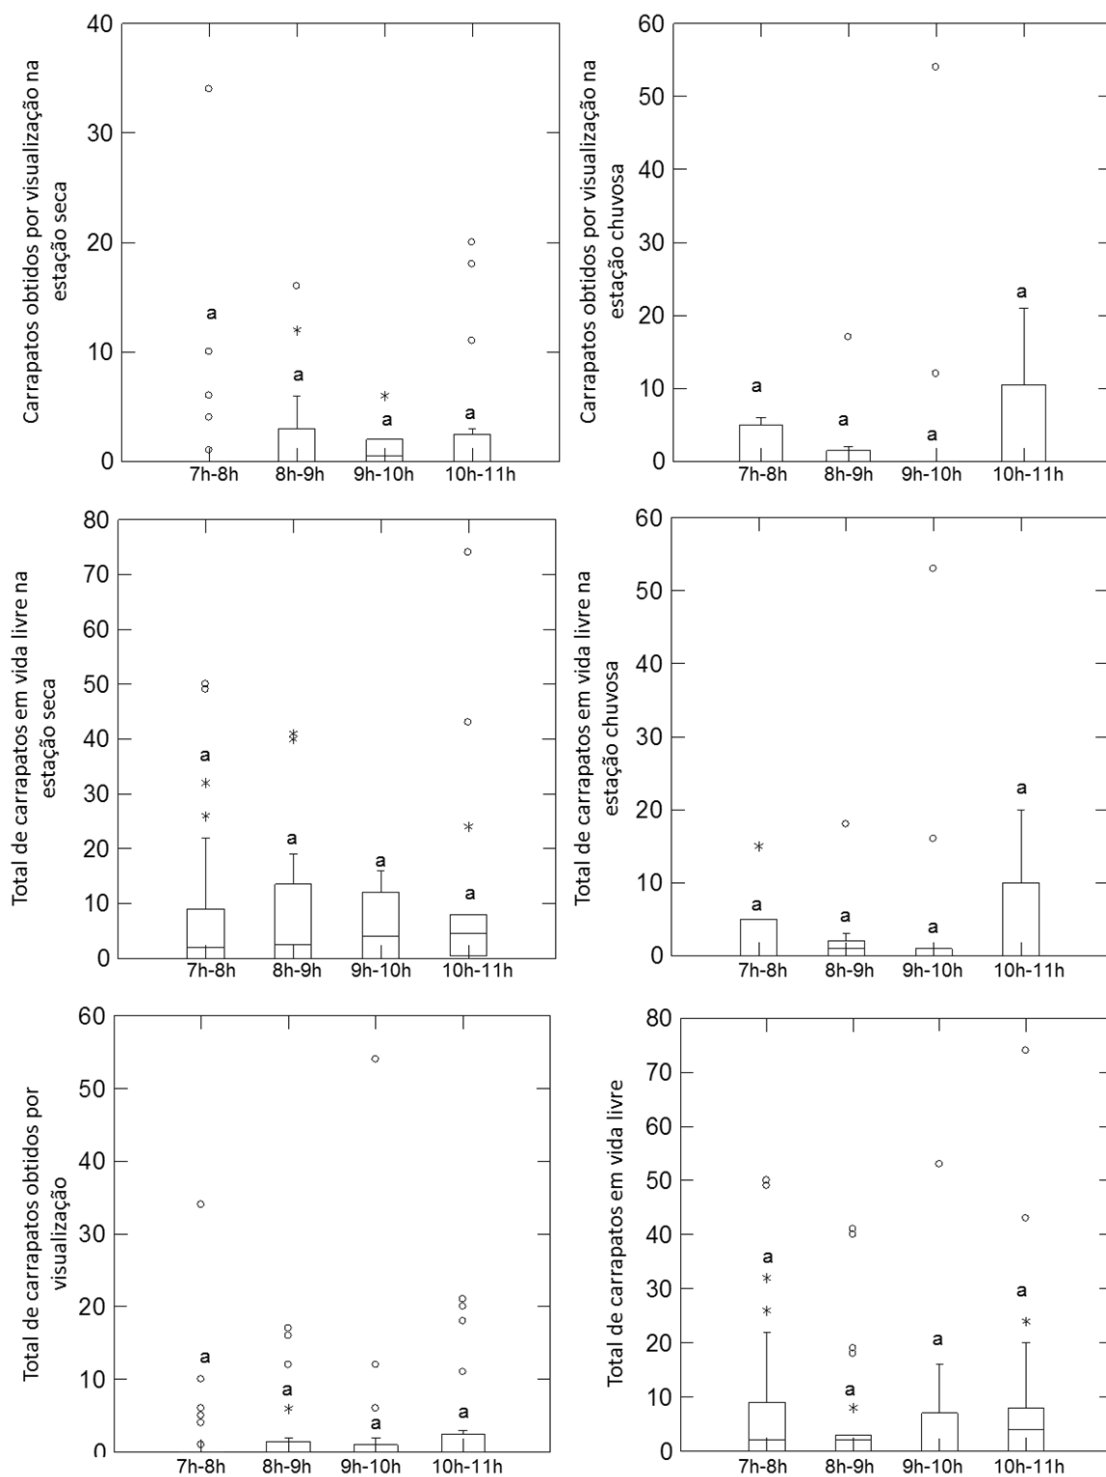 Carrapatos obtidos por visualização na
estação seca
40
30
20
10
0
a
a
a
a
7h-8h 8h-9h 9h-10h 10h-11h
Carrapatos obtidos por visualização na
estação chuvosa
60
50
40
30
20
10
0
a
a
a
a
7h-8h 8h-9h 9h-10h 10h-11h
Total de carrapatos em vida livre na
estação seca
80
70
60
50
40
30
20
10
0
a
a
a
a
7h-8h 8h-9h 9h-10h 10h-11h
Total de carrapatos em vida livre na
estação chuvosa
60
50
40
30
20
10
0
a
a
a
a
7h-8h 8h-9h 9h-10h 10h-11h
Total de carrapatos obtidos por
visualização
60
50
40
30
20
10
0
a
a
a
a
7h-8h 8h-9h 9h-10h 10h-11h
Total de carrapatos em vida livre
80
70
60
50
40
30
20
10
0
a
a
a
a
7h-8h 8h-9h 9h-10h 10h-11h